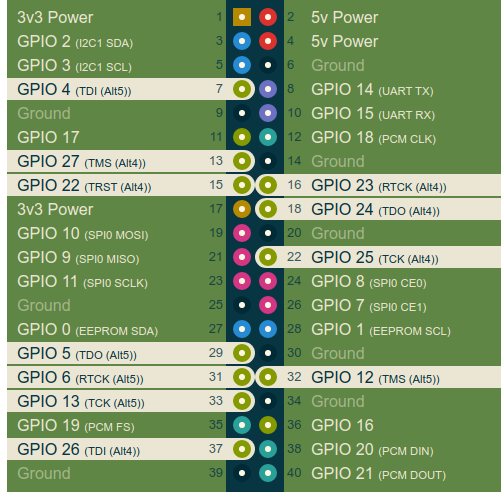 3v3 Power 1 2 5v Power
GPIO 2 (I2C1 SDA) 3 4 5v Power
GPIO 3 (I2C1 SCL) 5 6 Ground
GPIO 4 (TDI (Alt5)) 7 8 GPIO 14 (UART TX)
Ground 9 10 GPIO 15 (UART RX)
GPIO 17 11 12 GPIO 18 (PCM CLK)
GPIO 27 (TMS (Alt4)) 13 14 Ground
GPIO 22 (TRST (Alt4)) 15 16 GPIO 23 (RTCK (Alt4))
3v3 Power 17 18 GPIO 24 (TDO (Alt4))
GPIO 10 (SPI0 MOSI) 19 20 Ground
GPIO 9 (SPI0 MISO) 21 22 GPIO 25 (TCK (Alt4))
GPIO 11 (SPI0 SCLK) 23 24 GPIO 8 (SPI0 CE0)
Ground 25 26 GPIO 7 (SPI0 CE1)
GPIO 0 (EEPROM SDA) 27 28 GPIO 1 (EEPROM SCL)
GPIO 5 (TDO (Alt5)) 29 30 Ground
GPIO 6 (RTCK (Alt5)) 31 32 GPIO 12 (TMS (Alt5))
GPIO 13 (TCK (Alt5)) 33 34 Ground
GPIO 19 (PCM FS) 35 36 GPIO 16
GPIO 26 (TDI (Alt4)) 37 38 GPIO 20 (PCM DIN)
Ground 39 40 GPIO 21 (PCM DOUT)